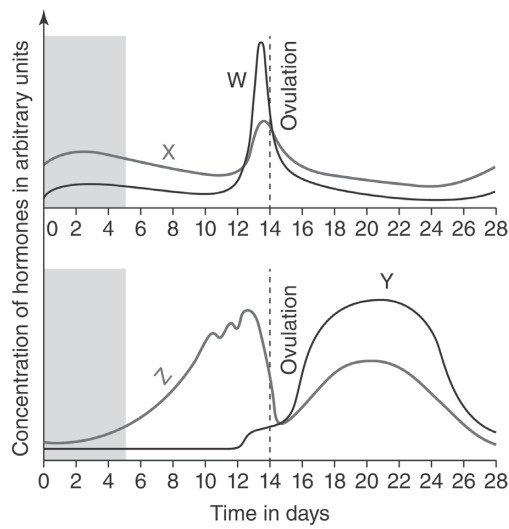 Concentration of hormones in arbitrary units
W
X
Ovulation
0 2 4 6 8 10 12 14 16 18 20 22 24 26 28
Y
Z
Ovulation
0 2 4 6 8 10 12 14 16 18 20 22 24 26 28
Time in days